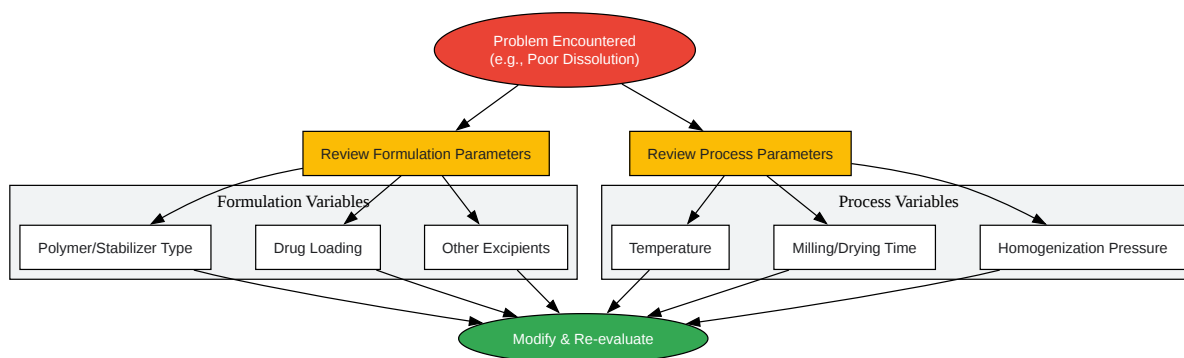 Problem Encountered
(e.g., Poor Dissolution)
Review Formulation Parameters
Review Process Parameters
Formulation Variables
Process Variables
Polymer/Stabilizer Type
Drug Loading
Other Excipients
Temperature
Milling/Drying Time
Homogenization Pressure
Modify & Re-evaluate